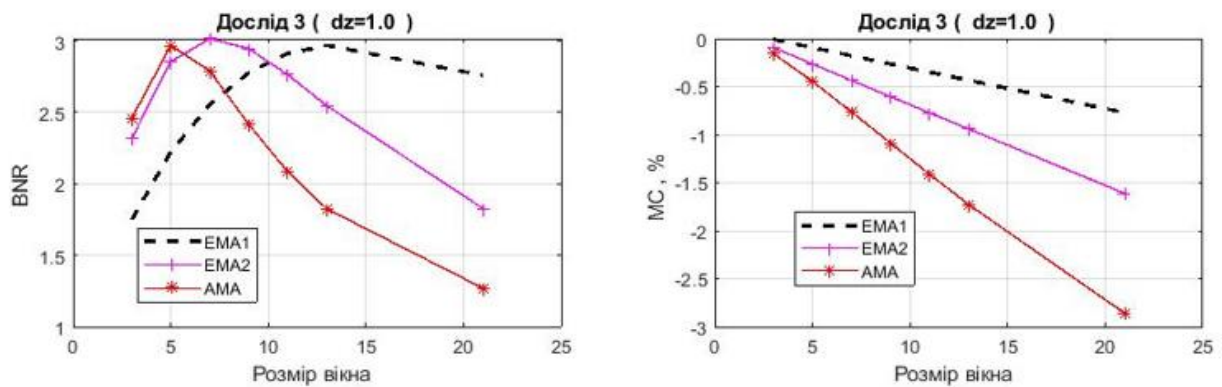 Дослід 3 ( dz=1.0 )
3
2.5
2
1.5
1
BNR
EMA1
EMA2
AMA
0 5 10 15 20 25
Розмір вікна
Дослід 3 ( dz=1.0 )
0
-0.5
-1
-1.5
-2
-2.5
-3
MC, %
EMA1
EMA2
AMA
0 5 10 15 20 25
Розмір вікна